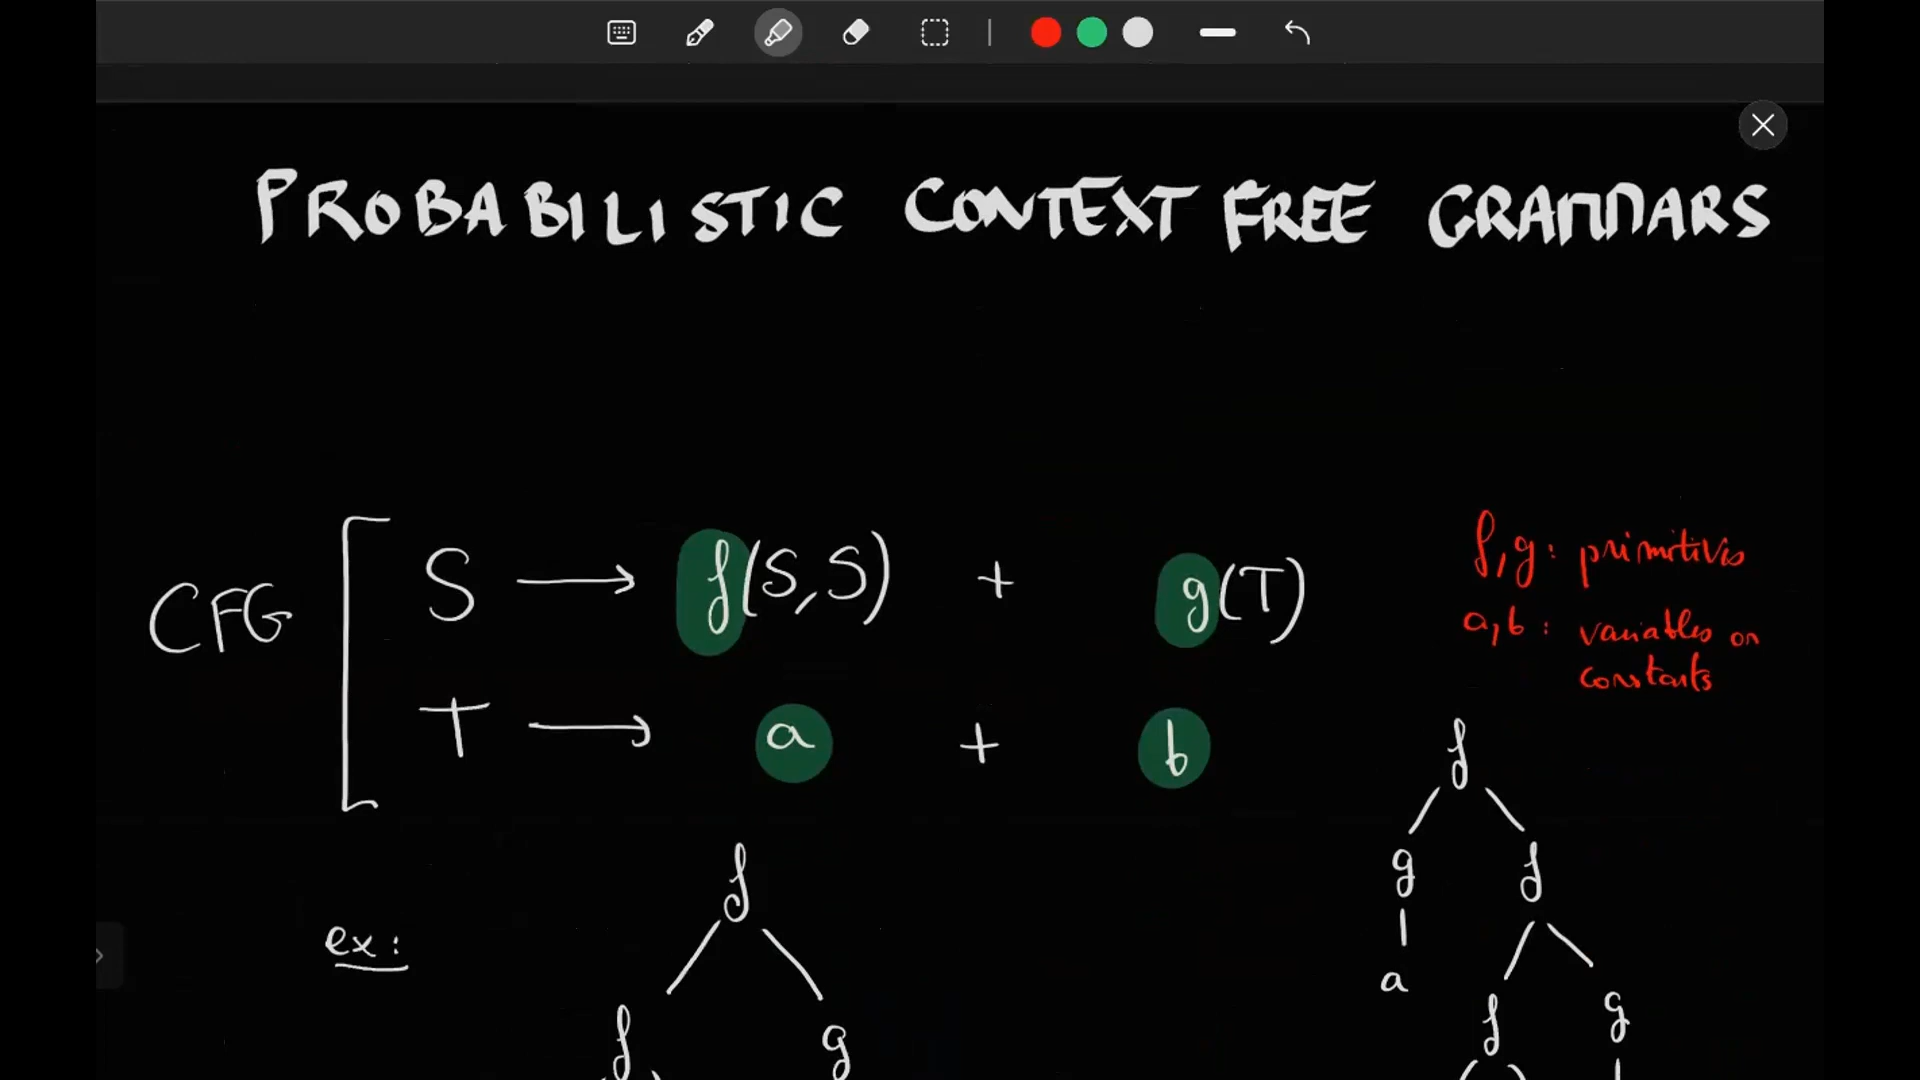 PROBABILISTIC CONTEXT FREE GRAMMARS
CFG
S → f(S,S) + g(T)
T → a + b
f,g: primitives
a,b: variables or
constants
ex:
f
f g
f
g f
a f g